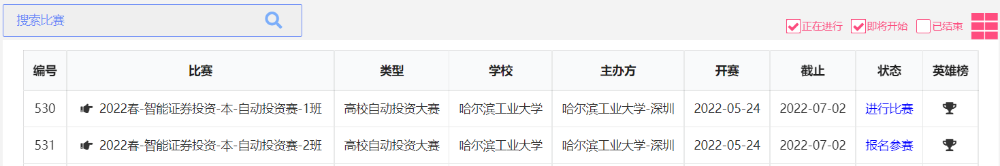 搜索比赛
正在进行 即将开始 已结束
编号 比赛 类型 学校 主办方 开赛 截止 状态 英雄榜
530 2022春-智能证券投资-本-自动投资赛-1班 高校自动投资大赛 哈尔滨工业大学 哈尔滨工业大学-深圳 2022-05-24 2022-07-02 进行比赛
531 2022春-智能证券投资-本-自动投资赛-2班 高校自动投资大赛 哈尔滨工业大学 哈尔滨工业大学-深圳 2022-05-24 2022-07-02 报名参赛